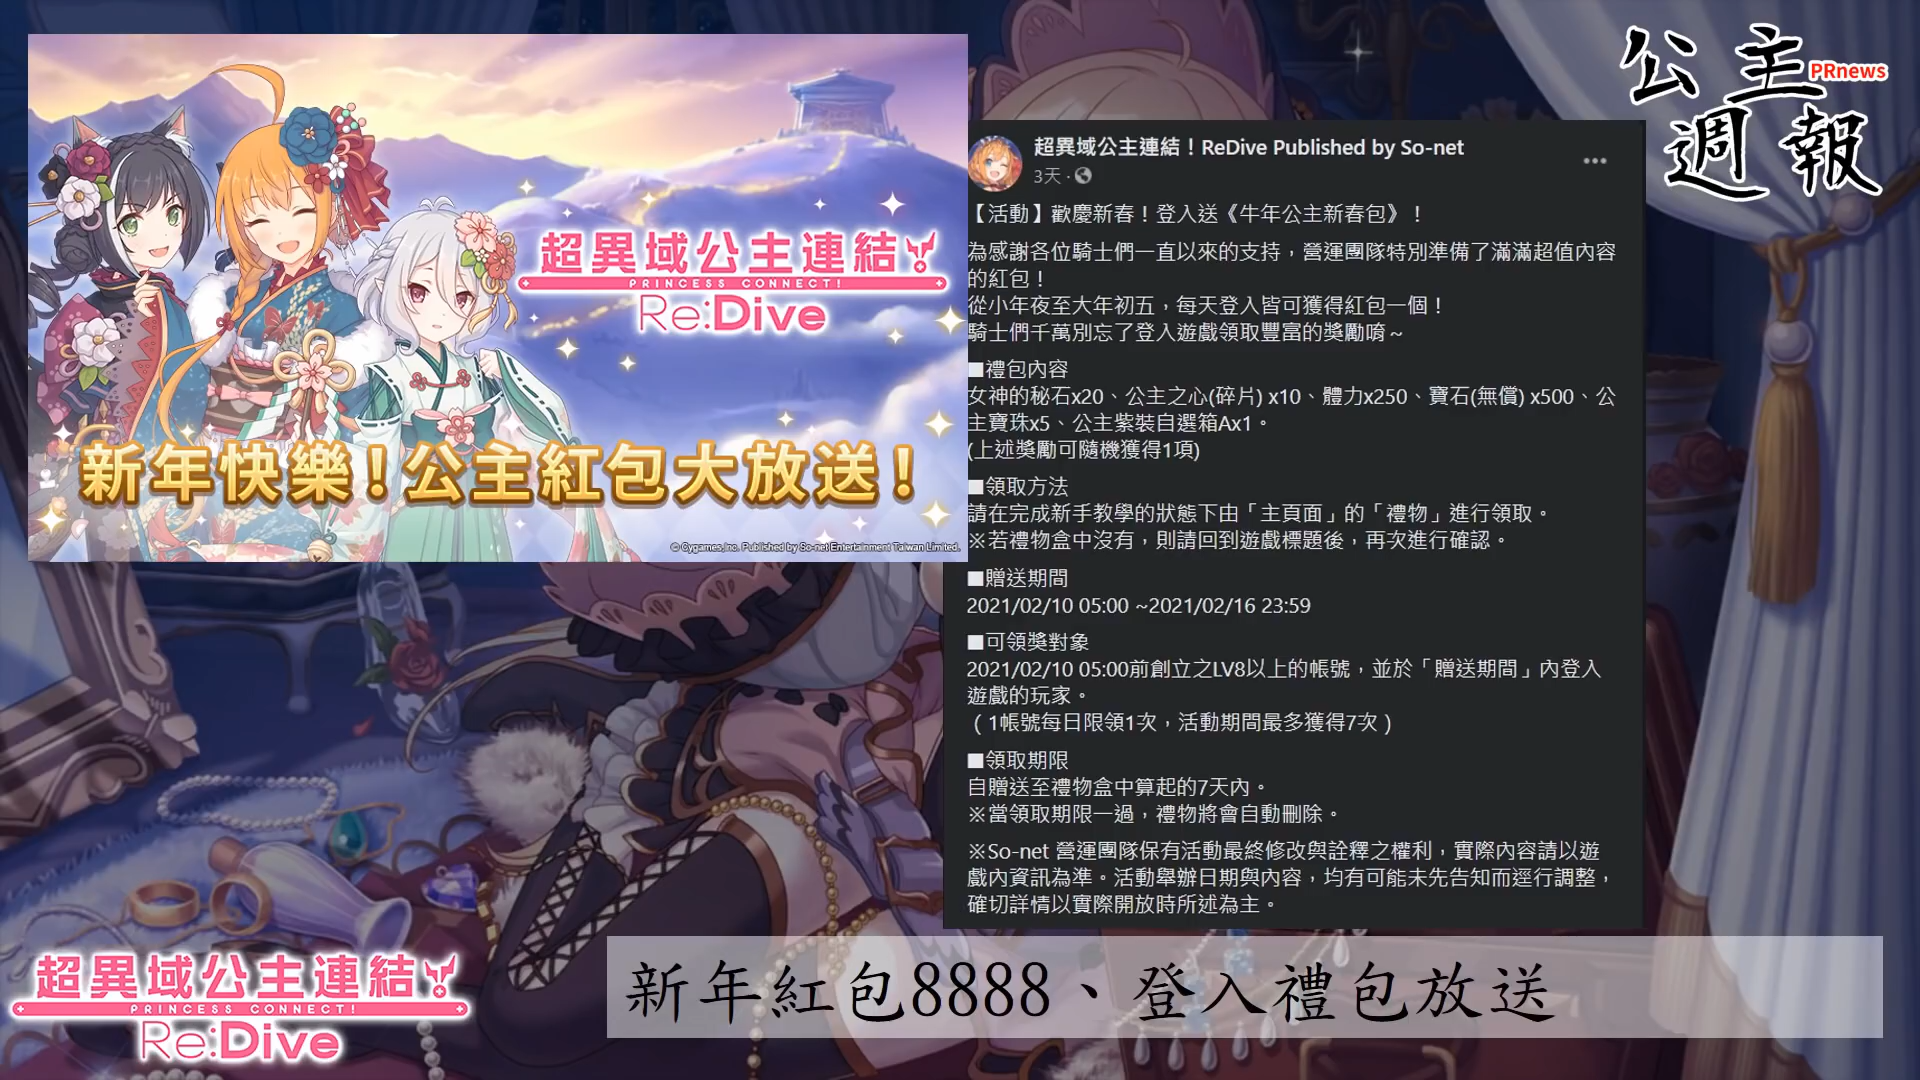 公主
PRnews
週報
超異域公主連結!
PRINCESS CONNECT!
Re:Dive
新年快樂!公主紅包大放送!
© Cygames,Inc. Published by So-net Entertainment Taiwan Limited.
超異域公主連結!ReDive Published by So-net
3天 ·
【活動】歡慶新春!登入送《牛年公主新春包》!
為感謝各位騎士們一直以來的支持,營運團隊特別準備了滿滿超值內容
的紅包!
從小年夜至大年初五,每天登入皆可獲得紅包一個!
騎士們千萬別忘了登入遊戲領取豐富的獎勵唷~
■禮包內容
女神的秘石x20、公主之心(碎片) x10、體力x250、寶石(無償) x500、公
主寶珠x5、公主紫裝自選箱Ax1。
(上述獎勵可隨機獲得1項)
■領取方法
請在完成新手教學的狀態下由「主頁面」的「禮物」進行領取。
※若禮物盒中沒有,則請回到遊戲標題後,再次進行確認。
■贈送期間
2021/02/10 05:00 ~2021/02/16 23:59
■可領獎對象
2021/02/10 05:00前創立之LV8以上的帳號,並於「贈送期間」內登入
遊戲的玩家。
(1帳號每日限領1次,活動期間最多獲得7次)
■領取期限
自贈送至禮物盒中算起的7天內。
※當領取期限一過,禮物將會自動刪除。
※So-net 營運團隊保有活動最終修改與詮釋之權利,實際內容請以遊
戲內資訊為準。活動舉辦日期與內容,均有可能未先告知而逕行調整,
確切詳情以實際開放時所述為主。
超異域公主連結!
PRINCESS CONNECT!
Re:Dive
新年紅包8888、登入禮包放送